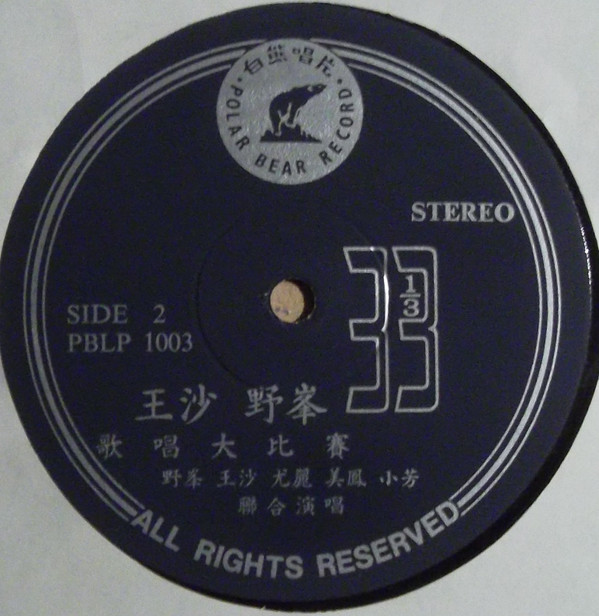 白熊唱片
POLAR BEAR RECORD
STEREO
33 1/3
SIDE 2
PBLP 1003
王沙 野峯
歌唱大比賽
野峯 王沙 尤麗 美鳳 小芳
聯合演唱
ALL RIGHTS RESERVED